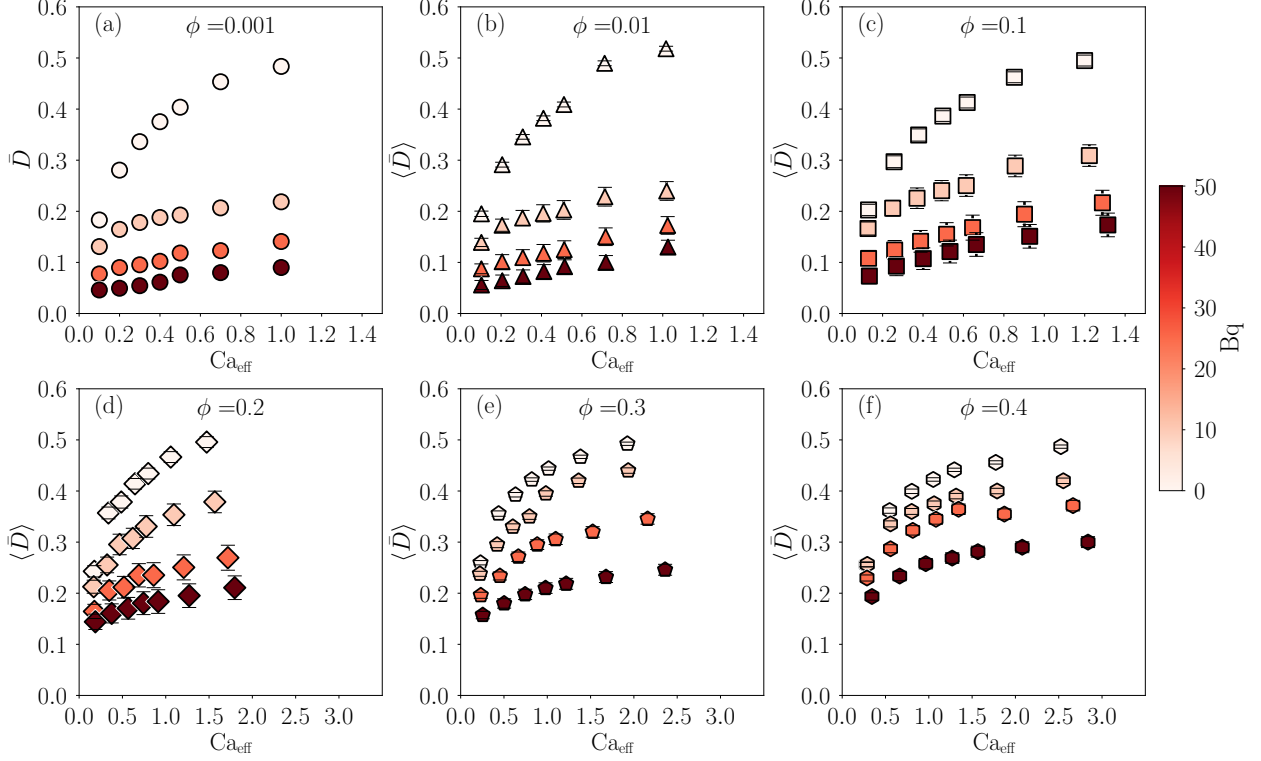 (a)
ϕ =0.001
D̄
0.6
0.5
0.4
0.3
0.2
0.1
0.0
0.0 0.2 0.4 0.6 0.8 1.0 1.2 1.4
Ca_eff
(b)
ϕ =0.01
⟨D̄⟩
0.6
0.5
0.4
0.3
0.2
0.1
0.0
0.0 0.2 0.4 0.6 0.8 1.0 1.2 1.4
Ca_eff
(c)
ϕ =0.1
⟨D̄⟩
0.6
0.5
0.4
0.3
0.2
0.1
0.0
0.0 0.2 0.4 0.6 0.8 1.0 1.2 1.4
Ca_eff
50
40
30
20
10
0
Bq
(d)
ϕ =0.2
⟨D̄⟩
0.6
0.5
0.4
0.3
0.2
0.1
0.0
0.0 0.5 1.0 1.5 2.0 2.5 3.0
Ca_eff
(e)
ϕ =0.3
⟨D̄⟩
0.6
0.5
0.4
0.3
0.2
0.1
0.0
0.0 0.5 1.0 1.5 2.0 2.5 3.0
Ca_eff
(f)
ϕ =0.4
⟨D̄⟩
0.6
0.5
0.4
0.3
0.2
0.1
0.0
0.0 0.5 1.0 1.5 2.0 2.5 3.0
Ca_eff